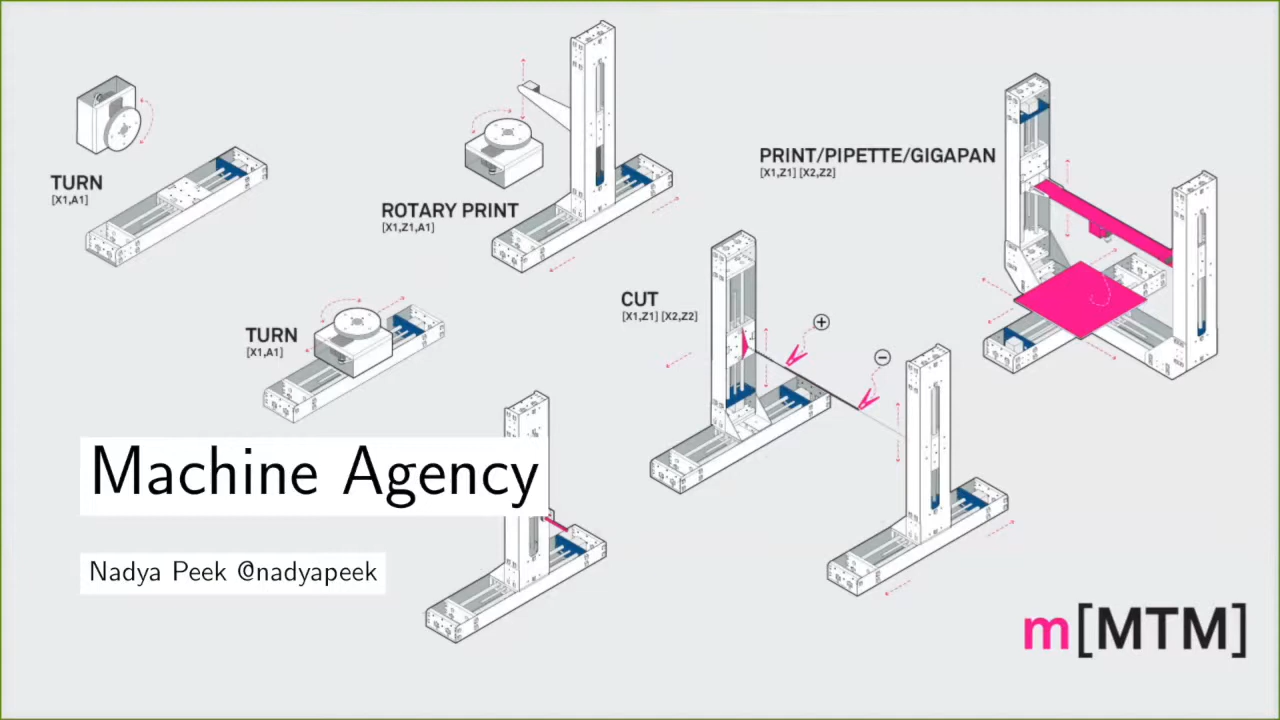 TURN
[X1,A1]
ROTARY PRINT
[X1,Z1,A1]
PRINT/PIPETTE/GIGAPAN
[X1,Z1] [X2,Z2]
TURN
[X1,A1]
CUT
[X1,Z1] [X2,Z2]
+
−
Machine Agency
Nadya Peek @nadyapeek
m[MTM]